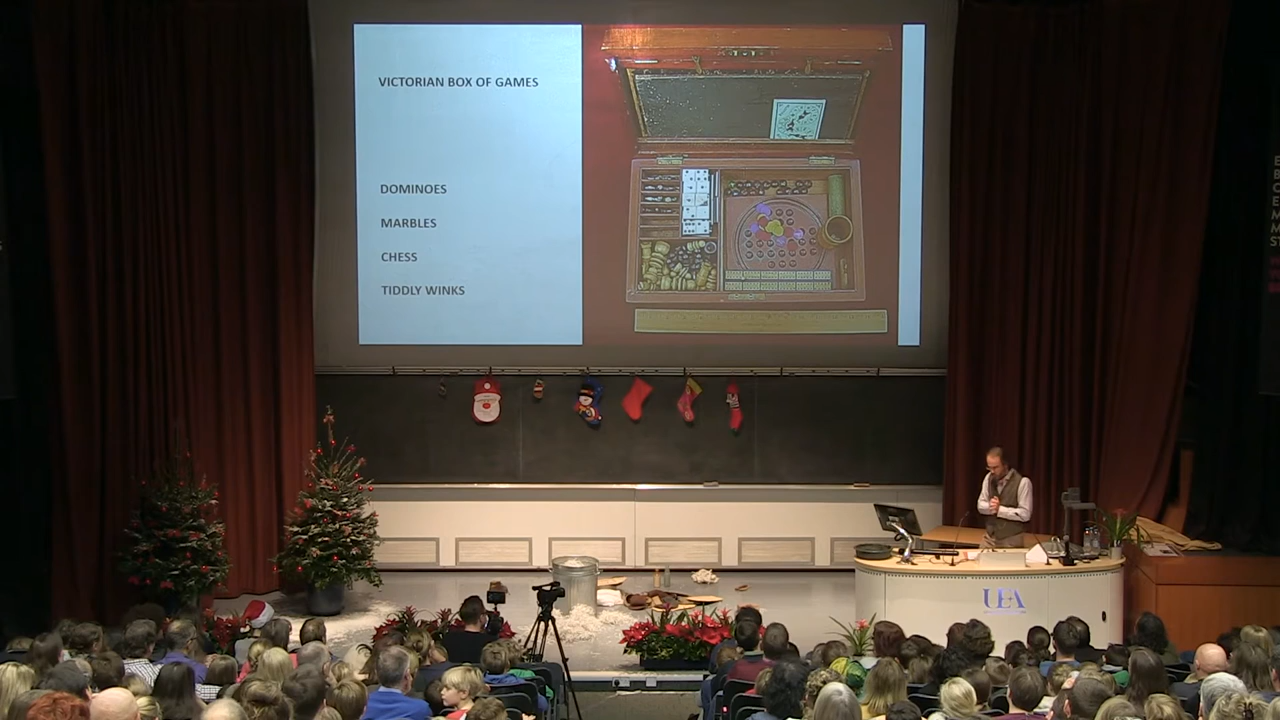 VICTORIAN BOX OF GAMES
DOMINOES
MARBLES
CHESS
TIDDLY WINKS
UEA